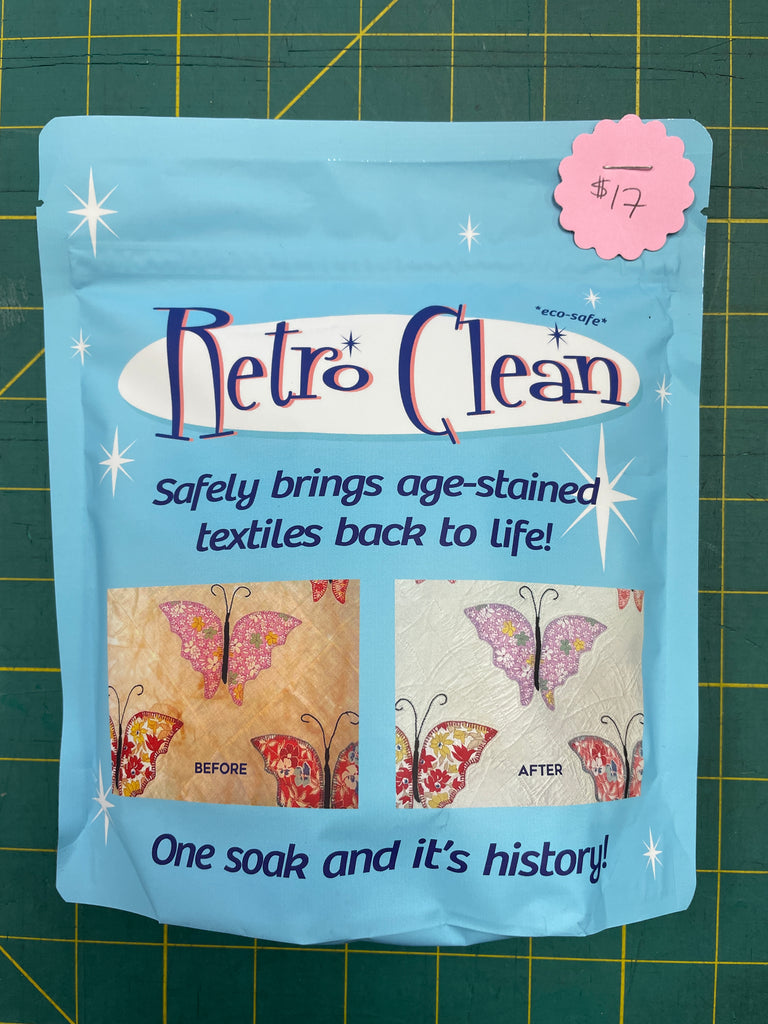 $17
*eco-safe*
Retro Clean
Safely brings age-stained
textiles back to life!
BEFORE
AFTER
One soak and it's history!